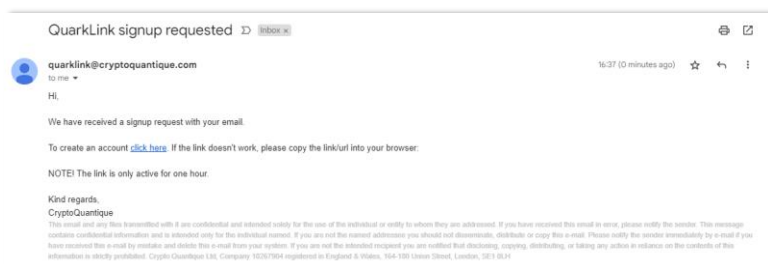 QuarkLink signup requested
Inbox x
quarklink@cryptoquantique.com
16:37 (0 minutes ago)
to me
Hi,
We have received a signup request with your email.
To create an account click here. If the link doesn't work, please copy the link/url into your browser:
NOTE! The link is only active for one hour.
Kind regards,
CryptoQuantique
This email and any files transmitted with it are confidential and intended solely for the use of the individual or entity to whom they are addressed. If you have received this email in error, please notify the sender. This message
contains confidential information and is intended only for the individual named. If you are not the named addressee you should not disseminate, distribute or copy this e-mail. Please notify the sender immediately by e-mail if you
have received this e-mail by mistake and delete this e-mail from your system. If you are not the intended recipient you are notified that disclosing, copying, distributing, or taking any action in reliance on the contents of this
information is strictly prohibited. Crypto Quantique Ltd, Company 10267904 registered in England & Wales, 164-180 Union Street, London, SE1 0LH